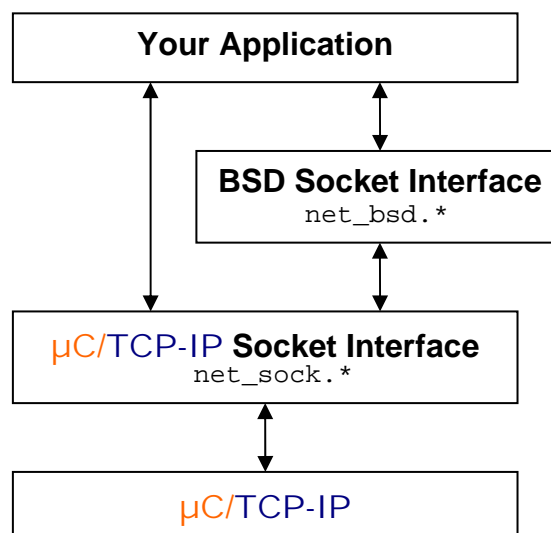 Your Application
BSD Socket Interface
net_bsd.*
µC/TCP-IP Socket Interface
net_sock.*
µC/TCP-IP